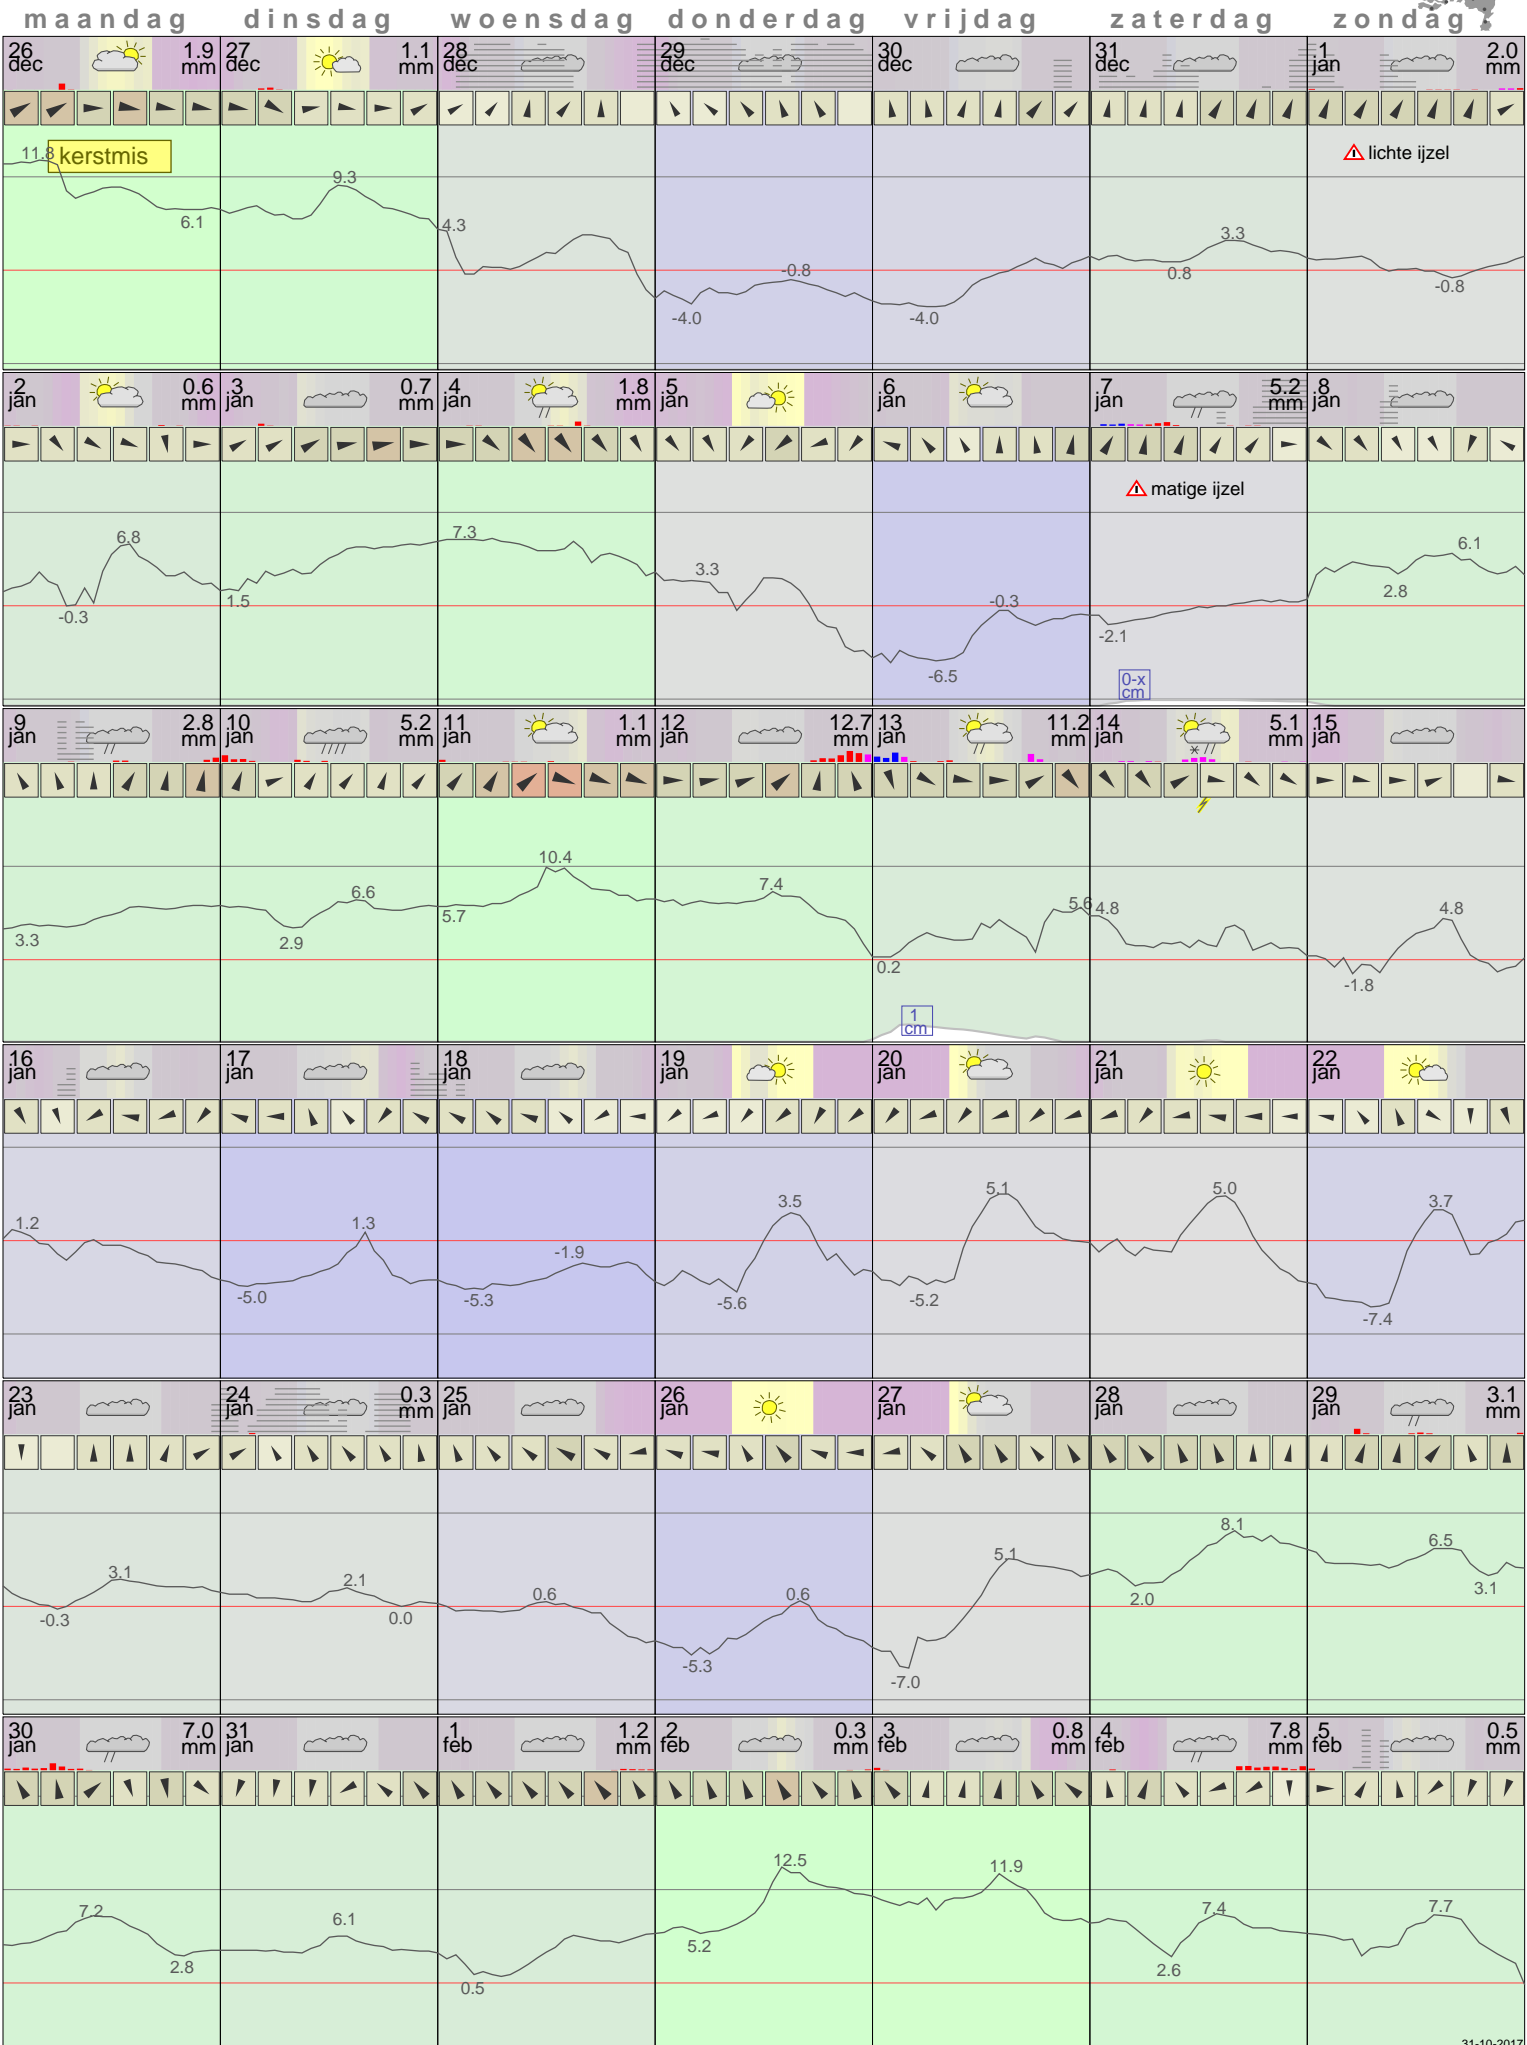 maandag dinsdag woensdag donderdag vrijdag zaterdag zondag
26 dec 1.9 mm 27 dec 1.1 mm 28 dec 29 dec 30 dec 31 dec 1 jan 2.0 mm
kerstmis
lichte ijzel
11.8 6.1 9.3 4.3 -4.0 -0.8 -4.0 0.8 3.3 -0.8
2 jan 0.6 mm 3 jan 0.7 mm 4 jan 1.8 mm 5 jan 6 jan 7 jan 5.2 mm 8 jan
matige ijzel
-0.3 6.8 1.5 7.3 3.3 -6.5 -0.3 -2.1 2.8 6.1
0-x
cm
9 jan 2.8 mm 10 jan 5.2 mm 11 jan 1.1 mm 12 jan 12.7 mm 13 jan 11.2 mm 14 jan 5.1 mm 15 jan
3.3 2.9 6.6 5.7 10.4 7.4 0.2 5.6 4.8 -1.8 4.8
1
cm
16 jan 17 jan 18 jan 19 jan 20 jan 21 jan 22 jan
1.2 -5.0 1.3 -5.3 -1.9 -5.6 3.5 -5.2 5.1 5.0 -7.4 3.7
23 jan 24 jan 0.3 mm 25 jan 26 jan 27 jan 28 jan 29 jan 3.1 mm
-0.3 3.1 2.1 0.0 0.6 -5.3 0.6 -7.0 5.1 2.0 8.1 6.5 3.1
30 jan 7.0 mm 31 jan 1 feb 1.2 mm 2 feb 0.3 mm 3 feb 0.8 mm 4 feb 7.8 mm 5 feb 0.5 mm
7.2 2.8 6.1 0.5 5.2 12.5 11.9 2.6 7.4 7.7
31-10-2017